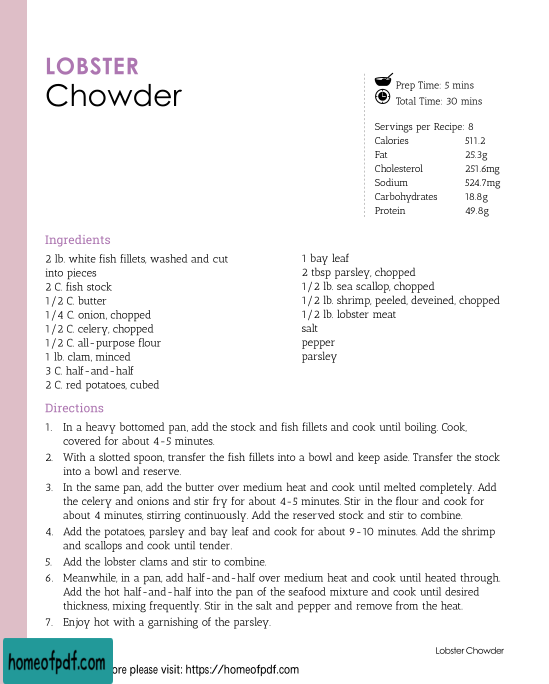 LOBSTER
Chowder
Prep Time: 5 mins
Total Time: 30 mins
Servings per Recipe: 8
Calories 511.2
Fat 25.3g
Cholesterol 251.6mg
Sodium 524.7mg
Carbohydrates 18.8g
Protein 49.8g
Ingredients
2 lb. white fish fillets, washed and cut
into pieces
2 C. fish stock
1/2 C. butter
1/4 C. onion, chopped
1/2 C. celery, chopped
1/2 C. all-purpose flour
1 lb. clam, minced
3 C. half-and-half
2 C. red potatoes, cubed
1 bay leaf
2 tbsp parsley, chopped
1/2 lb. sea scallop, chopped
1/2 lb. shrimp, peeled, deveined, chopped
1/2 lb. lobster meat
salt
pepper
parsley
Directions
1. In a heavy bottomed pan, add the stock and fish fillets and cook until boiling. Cook,
covered for about 4-5 minutes.
2. With a slotted spoon, transfer the fish fillets into a bowl and keep aside. Transfer the stock
into a bowl and reserve.
3. In the same pan, add the butter over medium heat and cook until melted completely. Add
the celery and onions and stir fry for about 4-5 minutes. Stir in the flour and cook for
about 4 minutes, stirring continuously. Add the reserved stock and stir to combine.
4. Add the potatoes, parsley and bay leaf and cook for about 9-10 minutes. Add the shrimp
and scallops and cook until tender.
5. Add the lobster clams and stir to combine.
6. Meanwhile, in a pan, add half-and-half over medium heat and cook until heated through.
Add the hot half-and-half into the pan of the seafood mixture and cook until desired
thickness, mixing frequently. Stir in the salt and pepper and remove from the heat.
7. Enjoy hot with a garnishing of the parsley.
Lobster Chowder
homeofpdf.com
ore please visit: https://homeofpdf.com